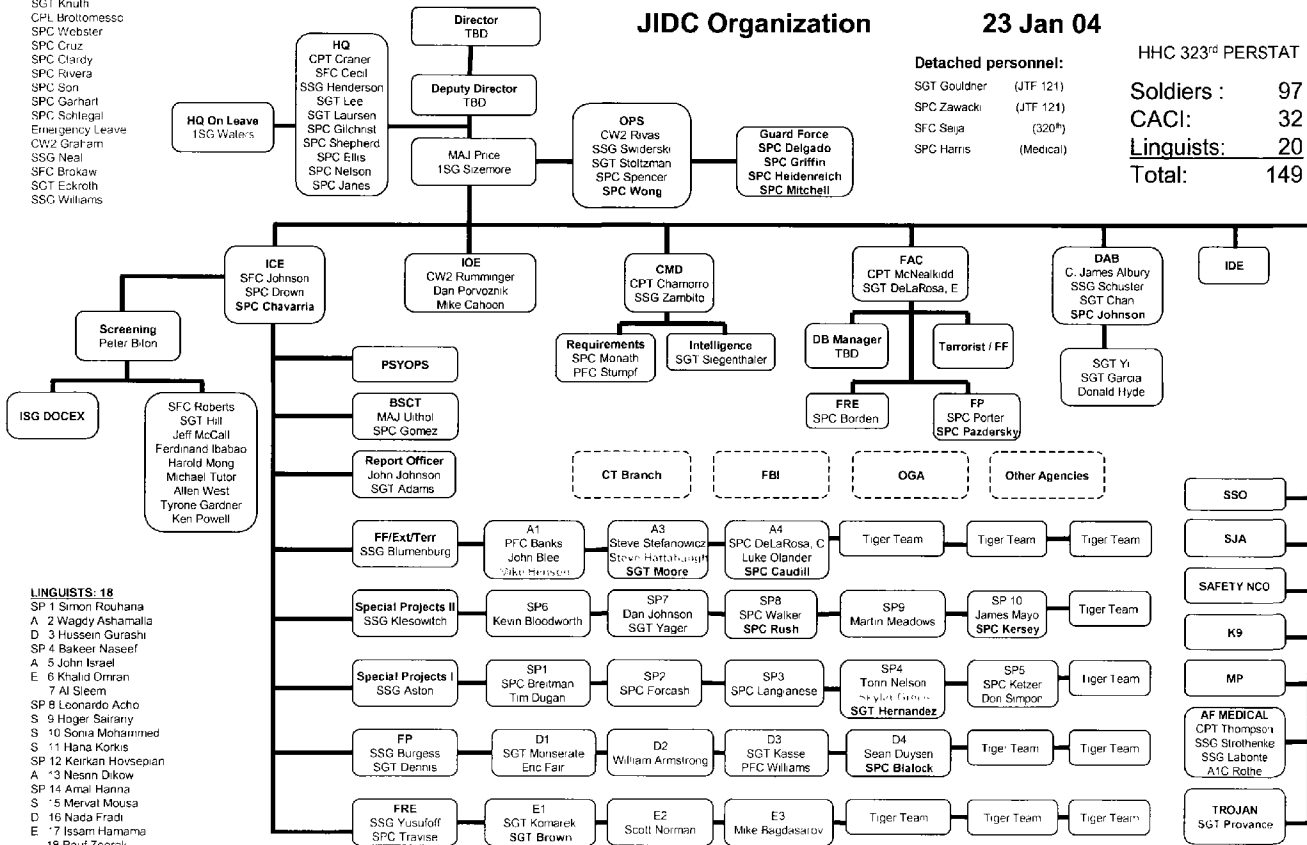 JIDC Organization
23 Jan 04
SGT Knuth
CPL Brottomesso
SPC Webster
SPC Cruz
SPC Clardy
SPC Rivera
SPC Son
SPC Garhart
SPC Schlegal
Emergency Leave
CW2 Graham
SSG Neal
SFC Brokaw
SGT Eckroth
SSG Williams
HQ On Leave
1SG Waters
HQ
CPT Craner
SFC Cecil
SSG Henderson
SGT Lee
SGT Laursen
SPC Gilchrist
SPC Shepherd
SPC Ellis
SPC Nelson
SPC Janes
Director
TBD
Deputy Director
TBD
MAJ Price
1SG Sizemore
OPS
CW2 Rivas
SSG Swiderski
SGT Stoltzman
SPC Spencer
SPC Wong
Guard Force
SPC Delgado
SPC Griffin
SPC Heidenreich
SPC Mitchell
Detached personnel:
SGT Gouldner (JTF 121)
SPC Zawacki (JTF 121)
SFC Seija (320th)
SPC Harris (Medical)
HHC 323rd PERSTAT
Soldiers : 97
CACI: 32
Linguists: 20
Total: 149
ICE
SFC Johnson
SPC Drown
SPC Chavarria
IOE
CW2 Rumminger
Dan Porvoznik
Mike Cahoon
CMD
CPT Chamorro
SSG Zambito
FAC
CPT McNealkidd
SGT DeLaRosa, E
DAB
C. James Albury
SSG Schuster
SGT Chan
SPC Johnson
IDE
Screening
Peter Bilon
ISG DOCEX
SFC Roberts
SGT Hill
Jeff McCall
Ferdinand Ibabao
Harold Mong
Michael Tutor
Allen West
Tyrone Gardner
Ken Powell
Requirements
SPC Monath
PFC Stumpf
Intelligence
SGT Siegenthaler
DB Manager
TBD
Terrorist / FF
FRE
SPC Borden
FP
SPC Porter
SPC Pazdersky
SGT Yi
SGT Garcia
Donald Hyde
PSYOPS
BSCT
MAJ Uithol
SPC Gomez
Report Officer
John Johnson
SGT Adams
CT Branch
FBI
OGA
Other Agencies
FF/Ext/Terr
SSG Blumenburg
A1
PFC Banks
John Blee
Mike Henson
A3
Steve Stefanowicz
Steve Hattabaugh
SGT Moore
A4
SPC DeLaRosa, C
Luke Olander
SPC Caudill
Tiger Team
Tiger Team
Tiger Team
Special Projects II
SSG Klesowitch
SP6
Kevin Bloodworth
SP7
Dan Johnson
SGT Yager
SP8
SPC Walker
SPC Rush
SP9
Martin Meadows
SP 10
James Mayo
SPC Kersey
Tiger Team
Special Projects I
SSG Aston
SP1
SPC Breitman
Tim Dugan
SP2
SPC Forcash
SP3
SPC Langianese
SP4
Torin Nelson
SGT Hernandez
SP5
SPC Ketzer
Don Simpor
Tiger Team
FP
SSG Burgess
SGT Dennis
D1
SGT Monserate
Eric Fair
D2
William Armstrong
D3
SGT Kasse
PFC Williams
D4
Sean Duysen
SPC Bialock
Tiger Team
Tiger Team
FRE
SSG Yusufoff
SPC Travise
E1
SGT Komarek
SGT Brown
E2
Scott Norman
E3
Mike Bagdasarov
Tiger Team
Tiger Team
Tiger Team
SSO
SJA
SAFETY NCO
K9
MP
AF MEDICAL
CPT Thompson
SSG Strothenke
SSG Labonte
A1C Rothe
TROJAN
SGT Provance
LINGUISTS: 18
SP 1 Simon Rouhana
A 2 Wagdy Ashamalla
D 3 Hussein Gurashi
SP 4 Bakeer Naseef
A 5 John Israel
E 6 Khalid Omran
7 Al Sleem
SP 8 Leonardo Acho
S 9 Hoger Sairany
S 10 Sonia Mohammed
S 11 Hana Korkis
SP 12 Keirkan Hovsepian
A 13 Nesrin Dikow
SP 14 Amal Hanna
S 15 Mervat Mousa
D 16 Nada Fradi
E 17 Issam Hamama